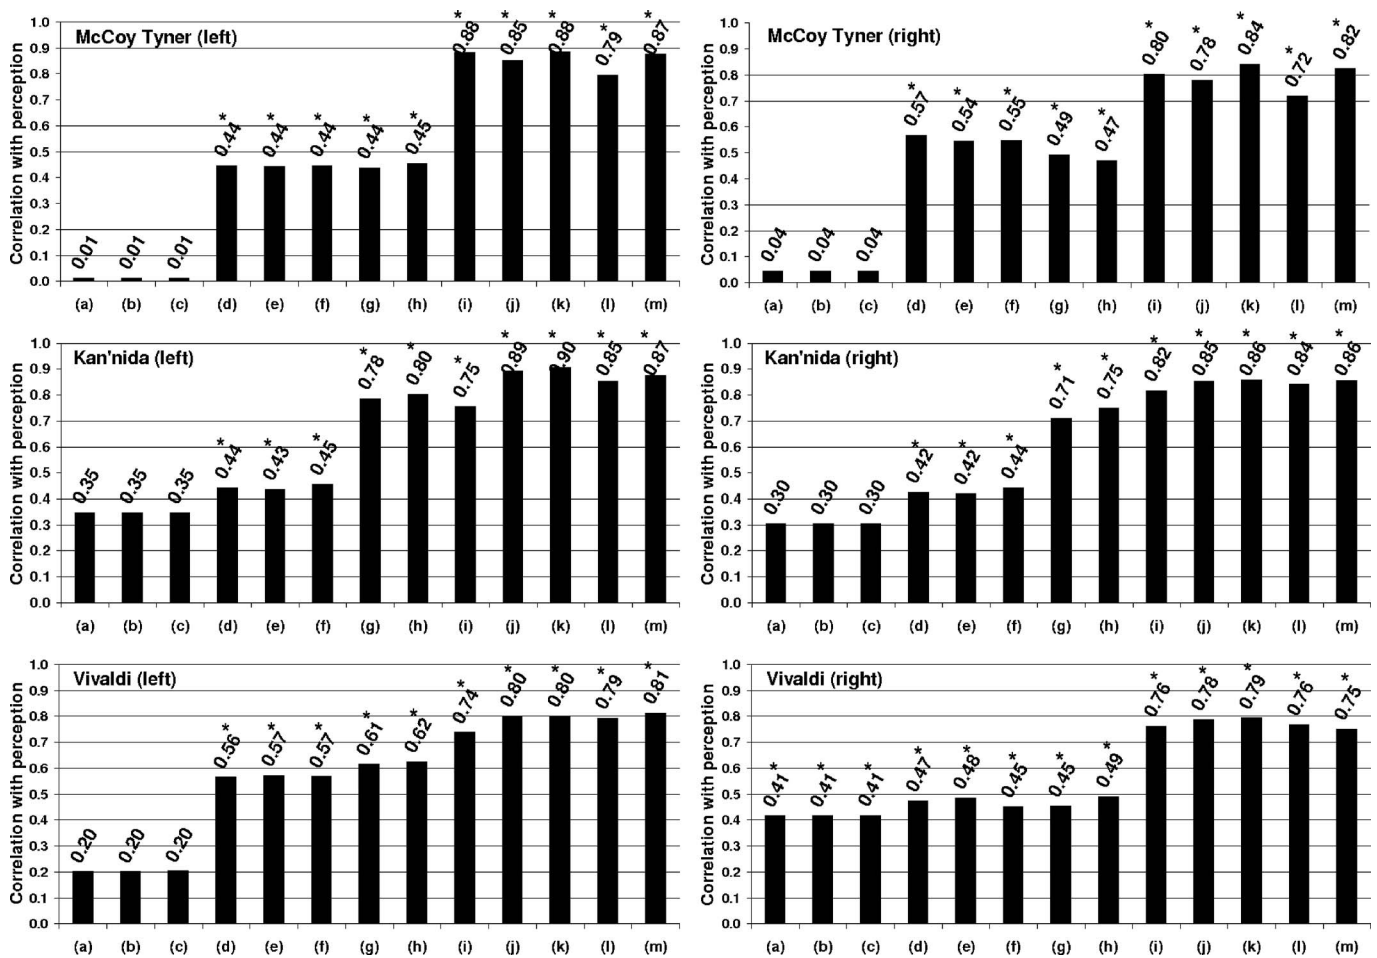 McCoy Tyner (left)
Correlation with perception
1.0
0.9
0.8
0.7
0.6
0.5
0.4
0.3
0.2
0.1
0.0
0.01 0.01 0.01 *0.44 *0.44 *0.44 *0.44 *0.45 *0.88 *0.85 *0.88 *0.79 *0.87
(a) (b) (c) (d) (e) (f) (g) (h) (i) (j) (k) (l) (m)
McCoy Tyner (right)
Correlation with perception
1.0
0.9
0.8
0.7
0.6
0.5
0.4
0.3
0.2
0.1
0.0
0.04 0.04 0.04 *0.57 *0.54 *0.55 *0.49 *0.47 *0.80 *0.78 *0.84 *0.72 *0.82
(a) (b) (c) (d) (e) (f) (g) (h) (i) (j) (k) (l) (m)
Kan'nida (left)
Correlation with perception
1.0
0.9
0.8
0.7
0.6
0.5
0.4
0.3
0.2
0.1
0.0
0.35 0.35 0.35 *0.44 *0.43 *0.45 *0.78 *0.80 *0.75 *0.89 *0.90 *0.85 *0.87
(a) (b) (c) (d) (e) (f) (g) (h) (i) (j) (k) (l) (m)
Kan'nida (right)
Correlation with perception
1.0
0.9
0.8
0.7
0.6
0.5
0.4
0.3
0.2
0.1
0.0
0.30 0.30 0.30 *0.42 *0.42 *0.44 *0.71 *0.75 *0.82 *0.85 *0.86 *0.84 *0.86
(a) (b) (c) (d) (e) (f) (g) (h) (i) (j) (k) (l) (m)
Vivaldi (left)
Correlation with perception
1.0
0.9
0.8
0.7
0.6
0.5
0.4
0.3
0.2
0.1
0.0
0.20 0.20 0.20 0.56* 0.57* 0.57* 0.61* 0.62* 0.74* 0.80* 0.80* 0.79* 0.81*
(a) (b) (c) (d) (e) (f) (g) (h) (i) (j) (k) (l) (m)
Vivaldi (right)
Correlation with perception
1.0
0.9
0.8
0.7
0.6
0.5
0.4
0.3
0.2
0.1
0.0
0.41* 0.41* 0.41* 0.47* 0.48* 0.45* 0.45* 0.49* 0.76* 0.78* 0.79* 0.76* 0.75*
(a) (b) (c) (d) (e) (f) (g) (h) (i) (j) (k) (l) (m)